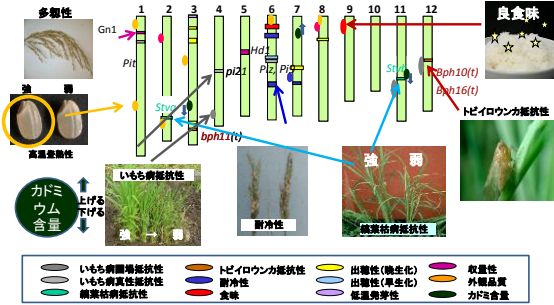 多げつ性
1 2 3 4 5 6 7 8 9 10 11 12
良食味
Gn1
Pit
Hd1
pi21
Piz, Pi9
Stvb
Bph10(t)
Bph16(t)
強 弱
高温登熟性
bph11(t)
トビイロウンカ抵抗性
カドミ
ウム
含量
上げる
下げる
いもち病抵抗性
強 → 弱
耐冷性
強 弱
縞葉枯病抵抗性
いもち病圃場抵抗性
いもち病真性抵抗性
縞葉枯病抵抗性
トビイロウンカ抵抗性
耐冷性
食味
出穂性(晩生化)
出穂性(早生化)
低温発芽性
収量性
外観品質
カドミ含量